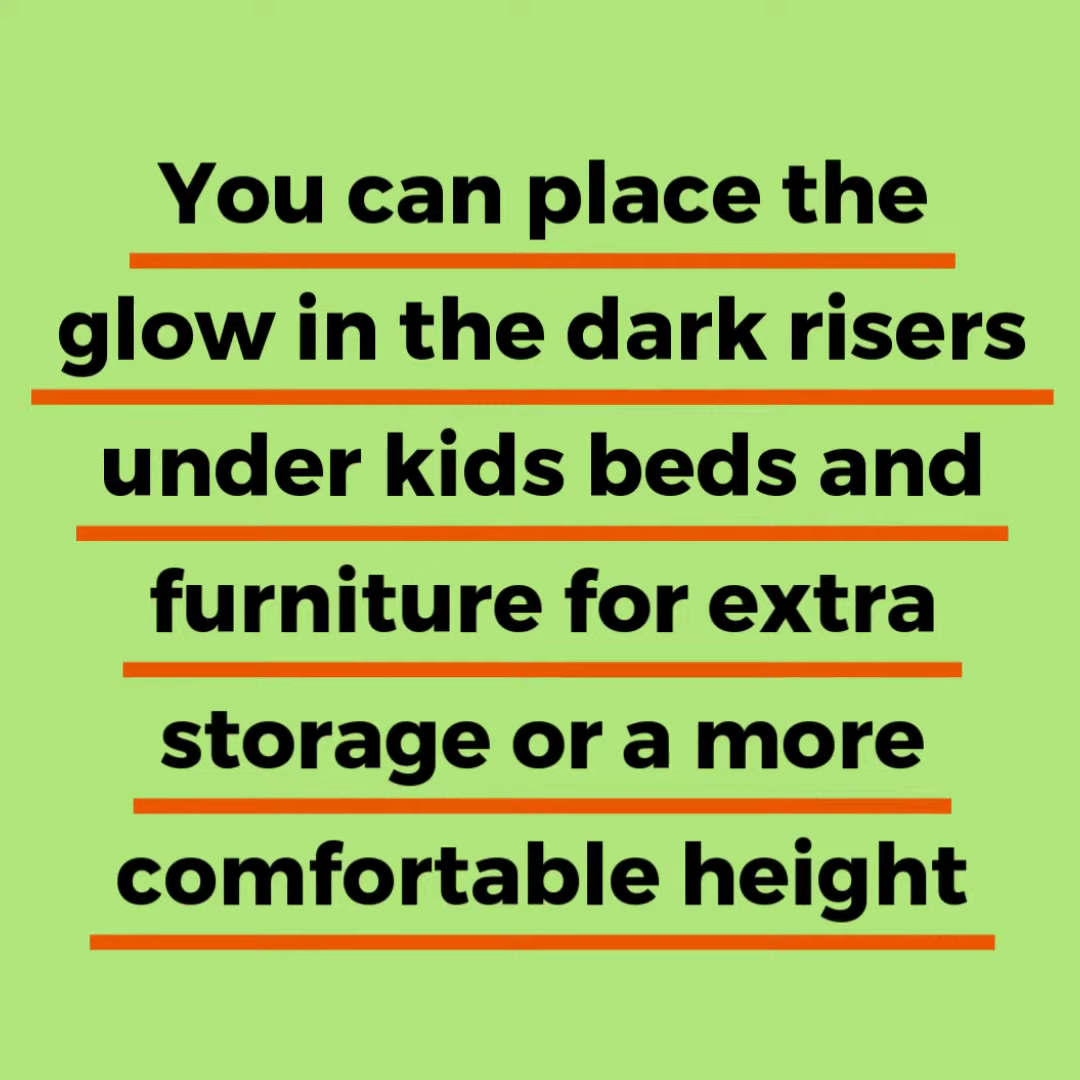 You can place the
glow in the dark risers
under kids beds and
furniture for extra
storage or a more
comfortable height